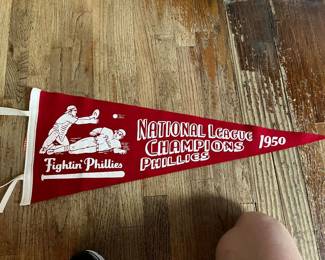 Fightin' Phillies
NATIONAL LEAGUE
CHAMPIONS
PHILLIES
1950